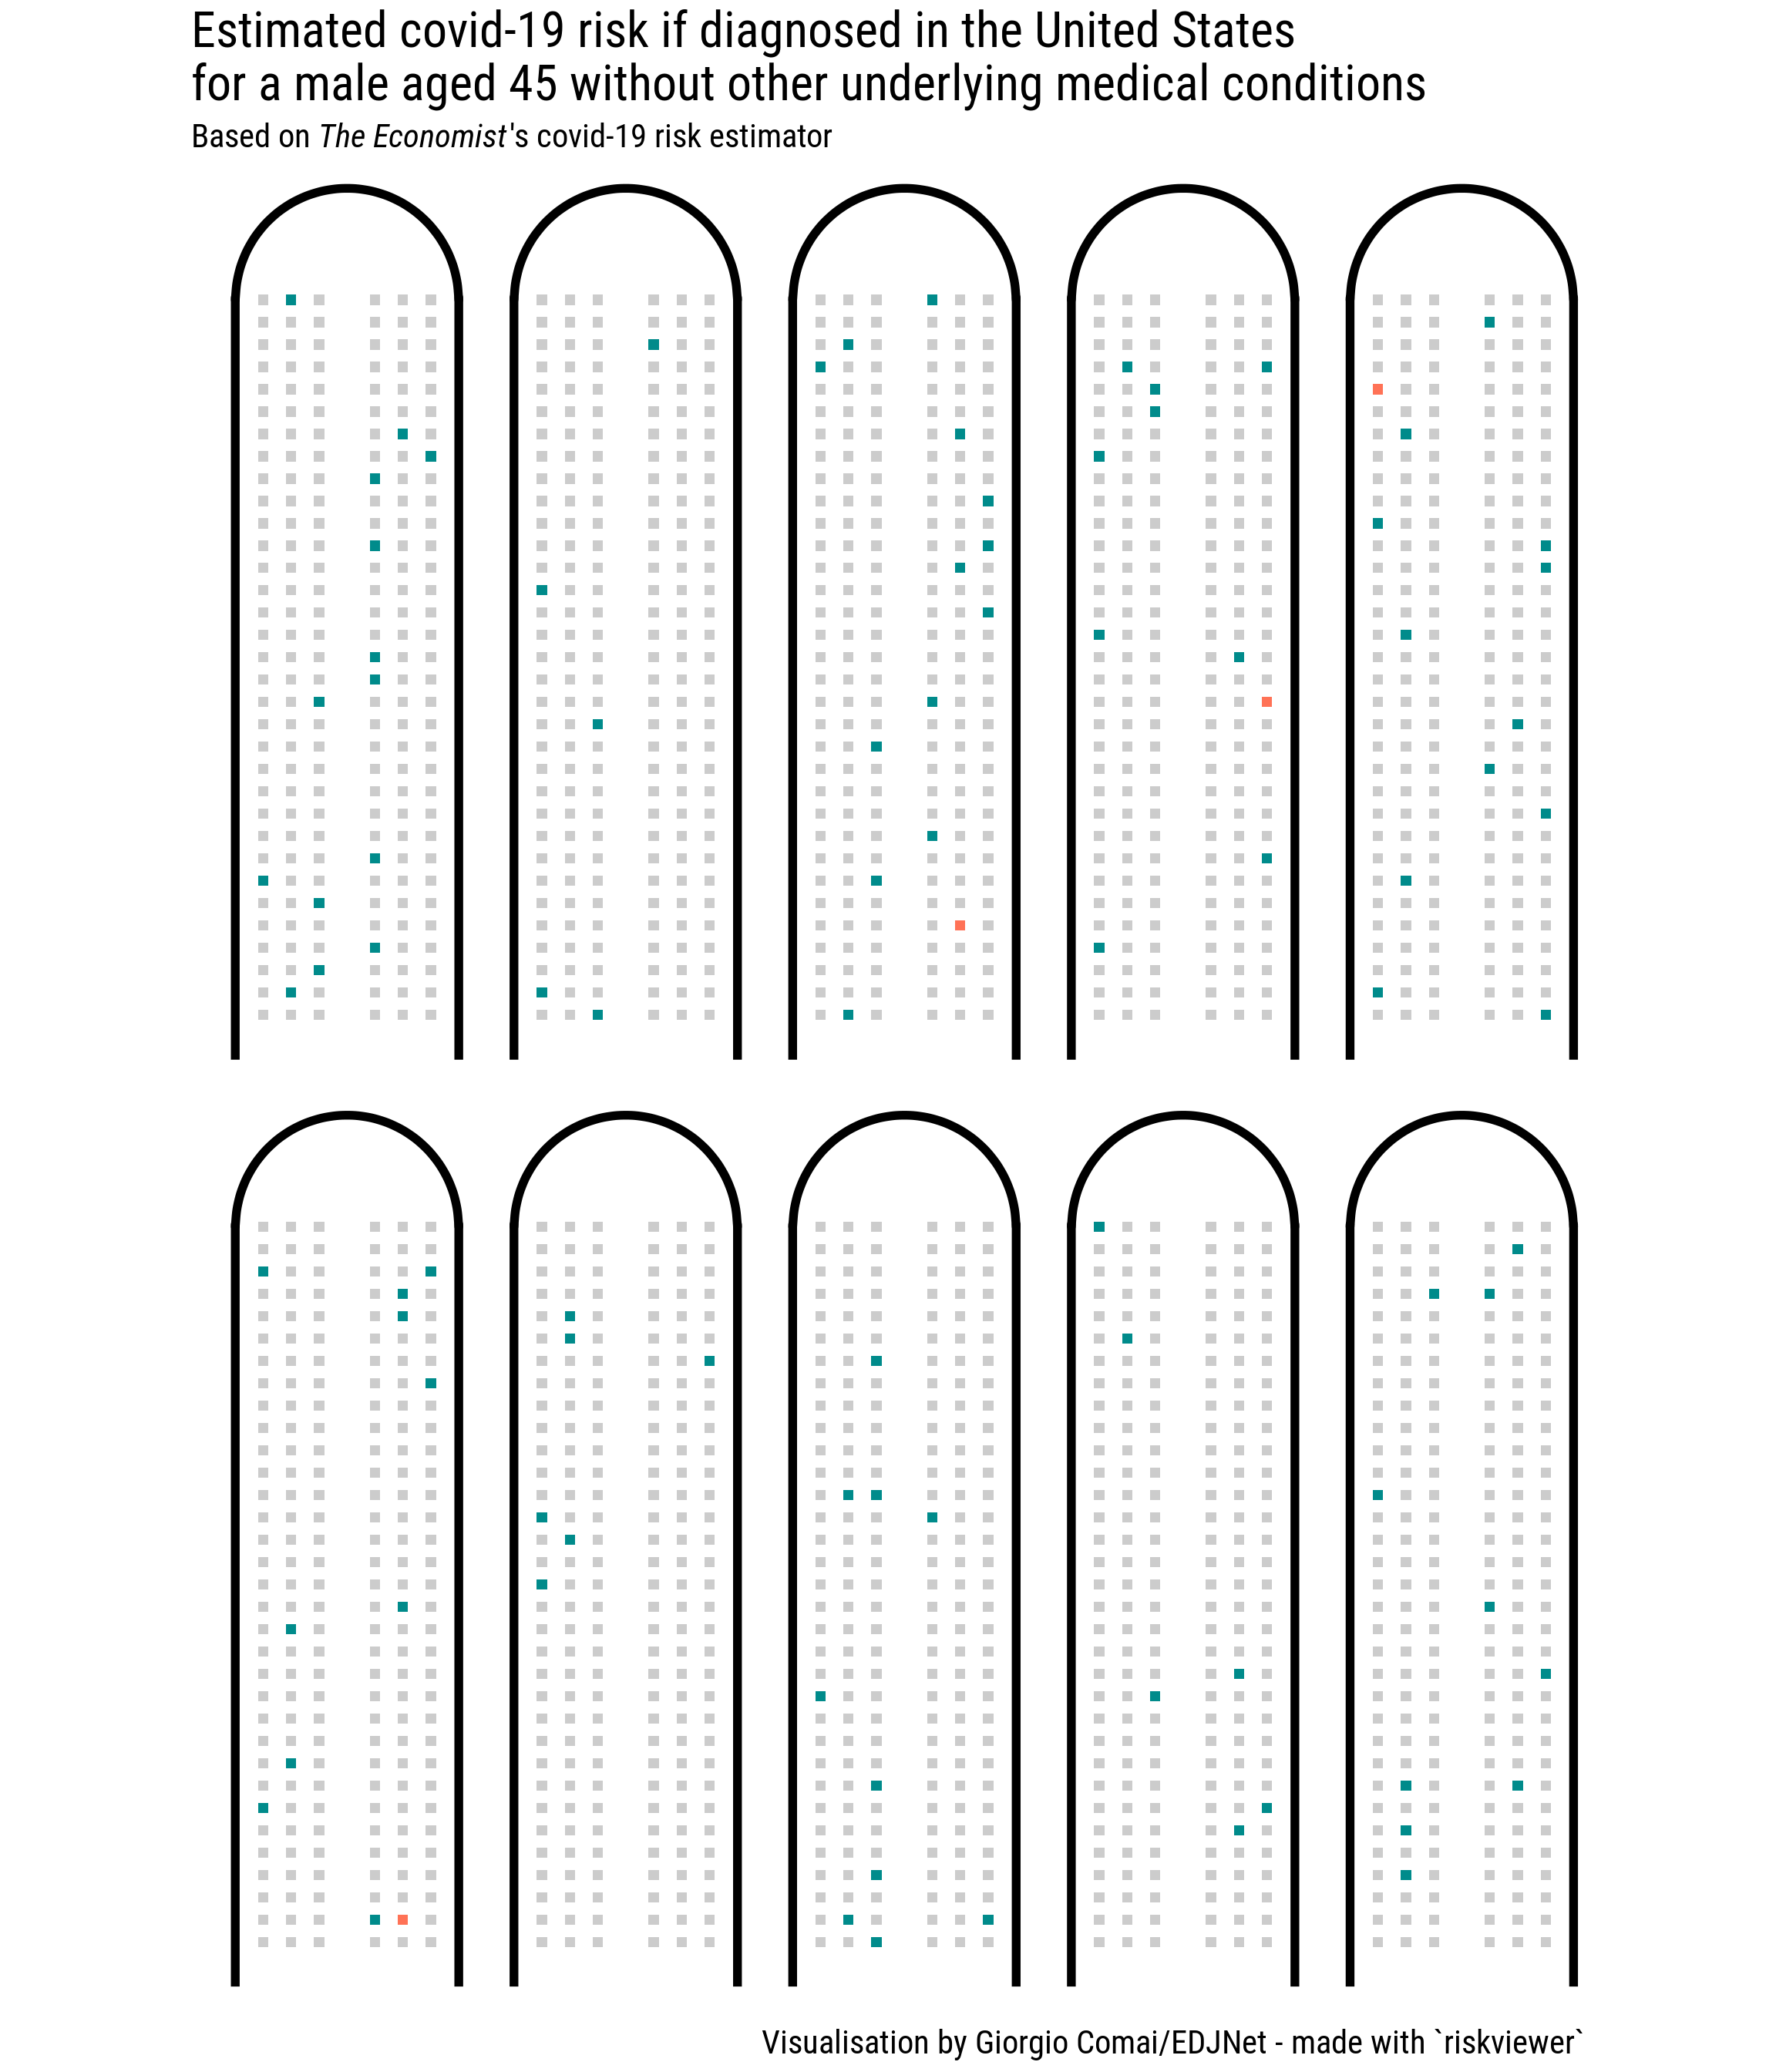 Estimated covid-19 risk if diagnosed in the United States
for a male aged 45 without other underlying medical conditions
Based on The Economist's covid-19 risk estimator
Visualisation by Giorgio Comai/EDJNet - made with `riskviewer`